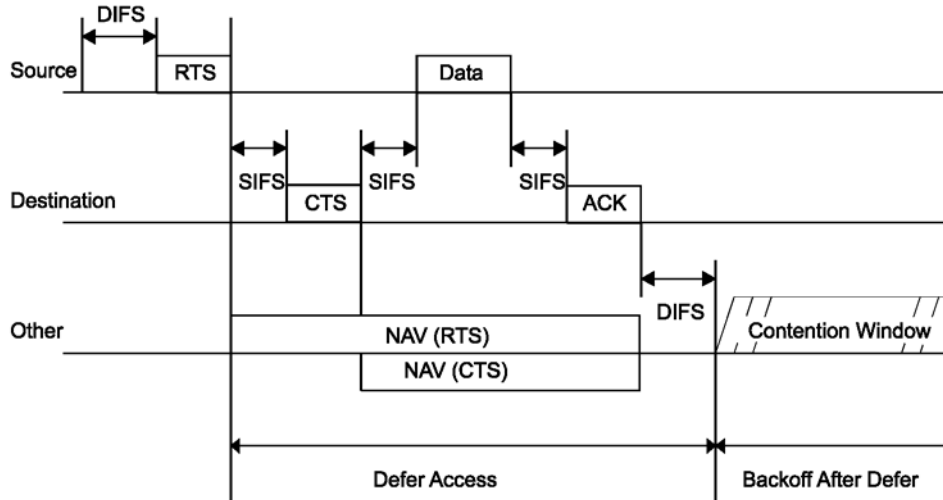 DIFS
Source
RTS
Data
SIFS
SIFS
SIFS
Destination
CTS
ACK
DIFS
Other
NAV (RTS)
Contention Window
NAV (CTS)
Defer Access
Backoff After Defer